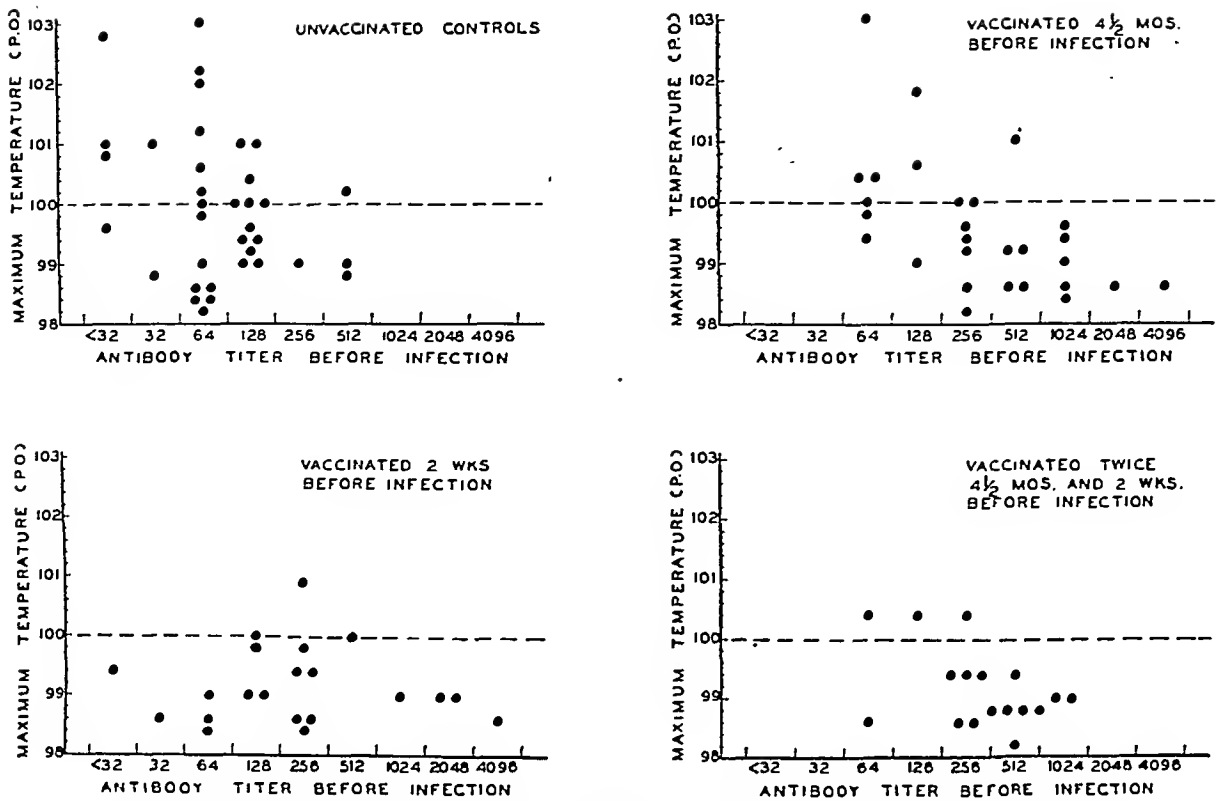 UNVACCINATED CONTROLS
MAXIMUM TEMPERATURE (P.O)
103
102
101
100
99
98
<32 32 64 128 256 512 1024 2048 4096
ANTIBODY TITER BEFORE INFECTION
VACCINATED 4½ MOS.
BEFORE INFECTION
MAXIMUM TEMPERATURE (P.O)
103
102
101
100
99
98
<32 32 64 128 256 512 1024 2048 4096
ANTIBODY TITER BEFORE INFECTION
VACCINATED 2 WKS
BEFORE INFECTION
MAXIMUM TEMPERATURE (P.O)
103
102
101
100
99
98
<32 32 64 128 256 512 1024 2048 4096
ANTIBODY TITER BEFORE INFECTION
VACCINATED TWICE
4½ MOS. AND 2 WKS.
BEFORE INFECTION
MAXIMUM TEMPERATURE (P.O)
103
102
101
100
99
98
<32 32 64 128 256 512 1024 2048 4096
ANTIBODY TITER BEFORE INFECTION